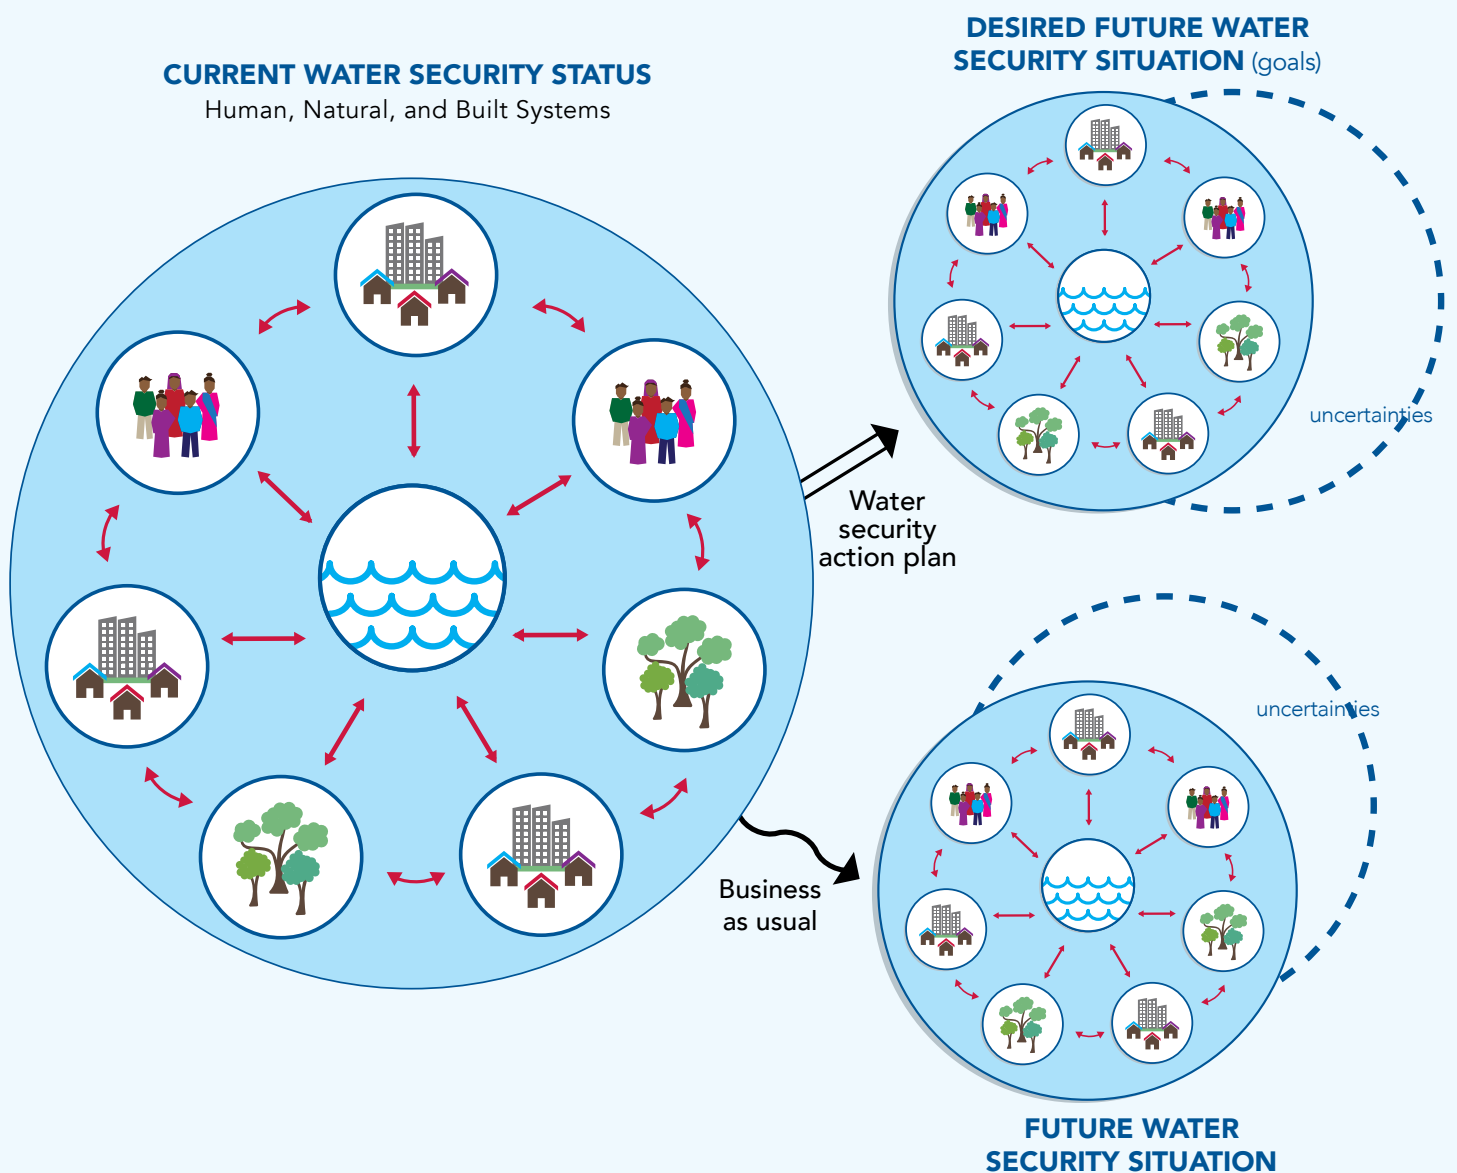 CURRENT WATER SECURITY STATUS
Human, Natural, and Built Systems
DESIRED FUTURE WATER
SECURITY SITUATION (goals)
uncertainties
Water
security
action plan
uncertainties
Business
as usual
FUTURE WATER
SECURITY SITUATION